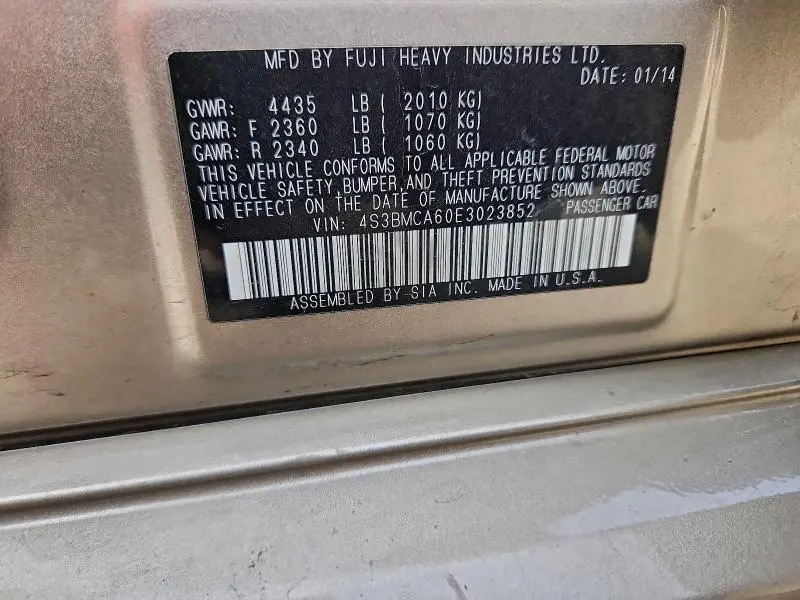 MFD BY FUJI HEAVY INDUSTRIES LTD.
DATE: 01/14
GVWR: 4435 LB ( 2010 KG)
GAWR: F 2360 LB ( 1070 KG)
GAWR: R 2340 LB ( 1060 KG)
THIS VEHICLE CONFORMS TO ALL APPLICABLE FEDERAL MOTOR
VEHICLE SAFETY, BUMPER, AND THEFT PREVENTION STANDARDS
IN EFFECT ON THE DATE OF MANUFACTURE SHOWN ABOVE.
VIN: 4S3BMCA60E3023852 PASSENGER CAR
ASSEMBLED BY SIA INC. MADE IN U.S.A.